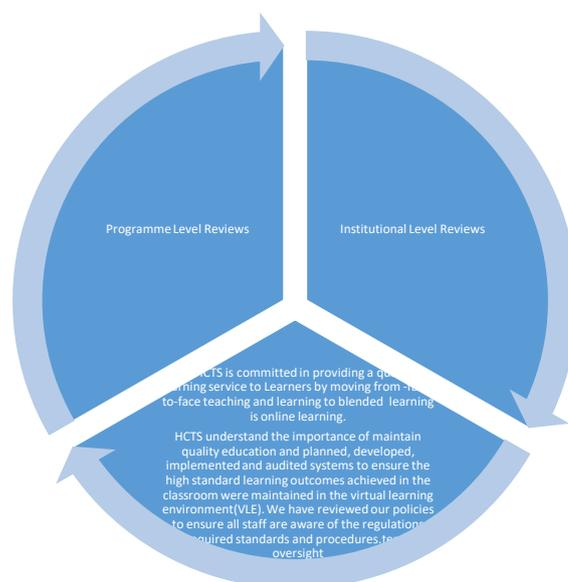 Programme Level Reviews
Institutional Level Reviews
HCTS is committed in providing a
service to Learners by moving from
to-face teaching and learning to blended learning
is online learning.
HCTS understand the importance of maintain
quality education and planned, developed,
implemented and audited systems to ensure the
high standard learning outcomes achieved in the
classroom were maintained in the virtual learning
environment(VLE). We have reviewed our policies
to ensure all staff are aware of the regulations
standards and procedures.
oversight